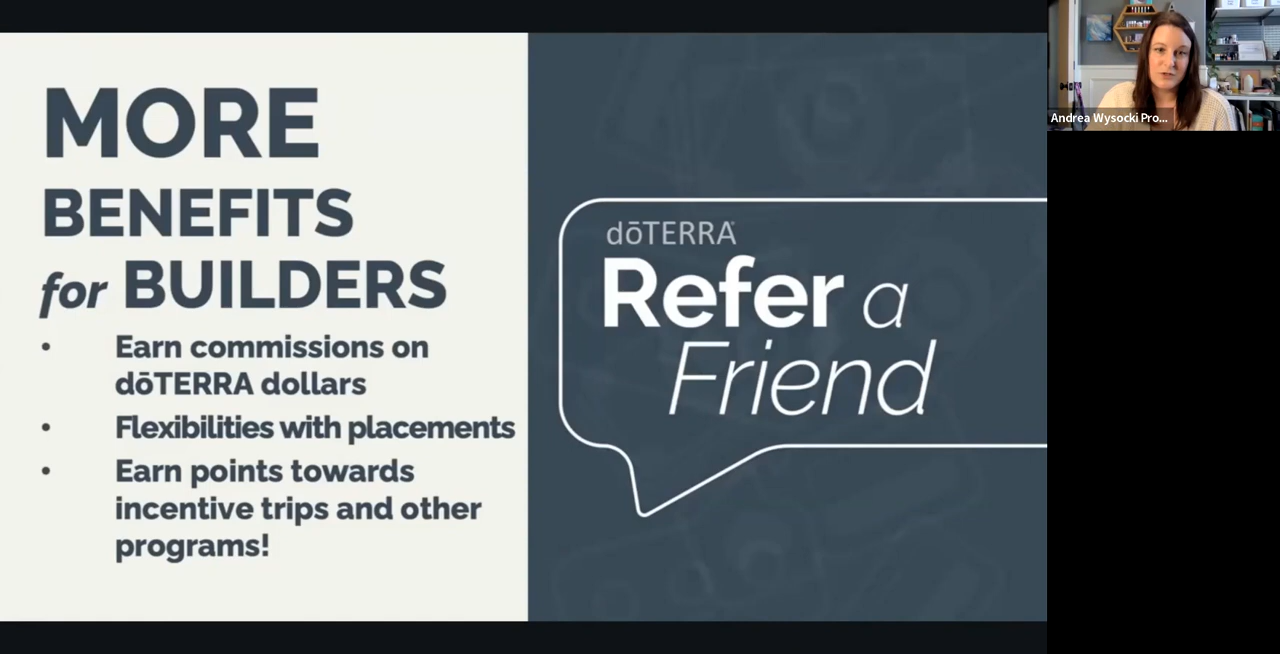 MORE
BENEFITS
for BUILDERS
• Earn commissions on
dōTERRA dollars
• Flexibilities with placements
• Earn points towards
incentive trips and other
programs!
dōTERRA
Refer a
Friend
Andrea Wysocki Pro...